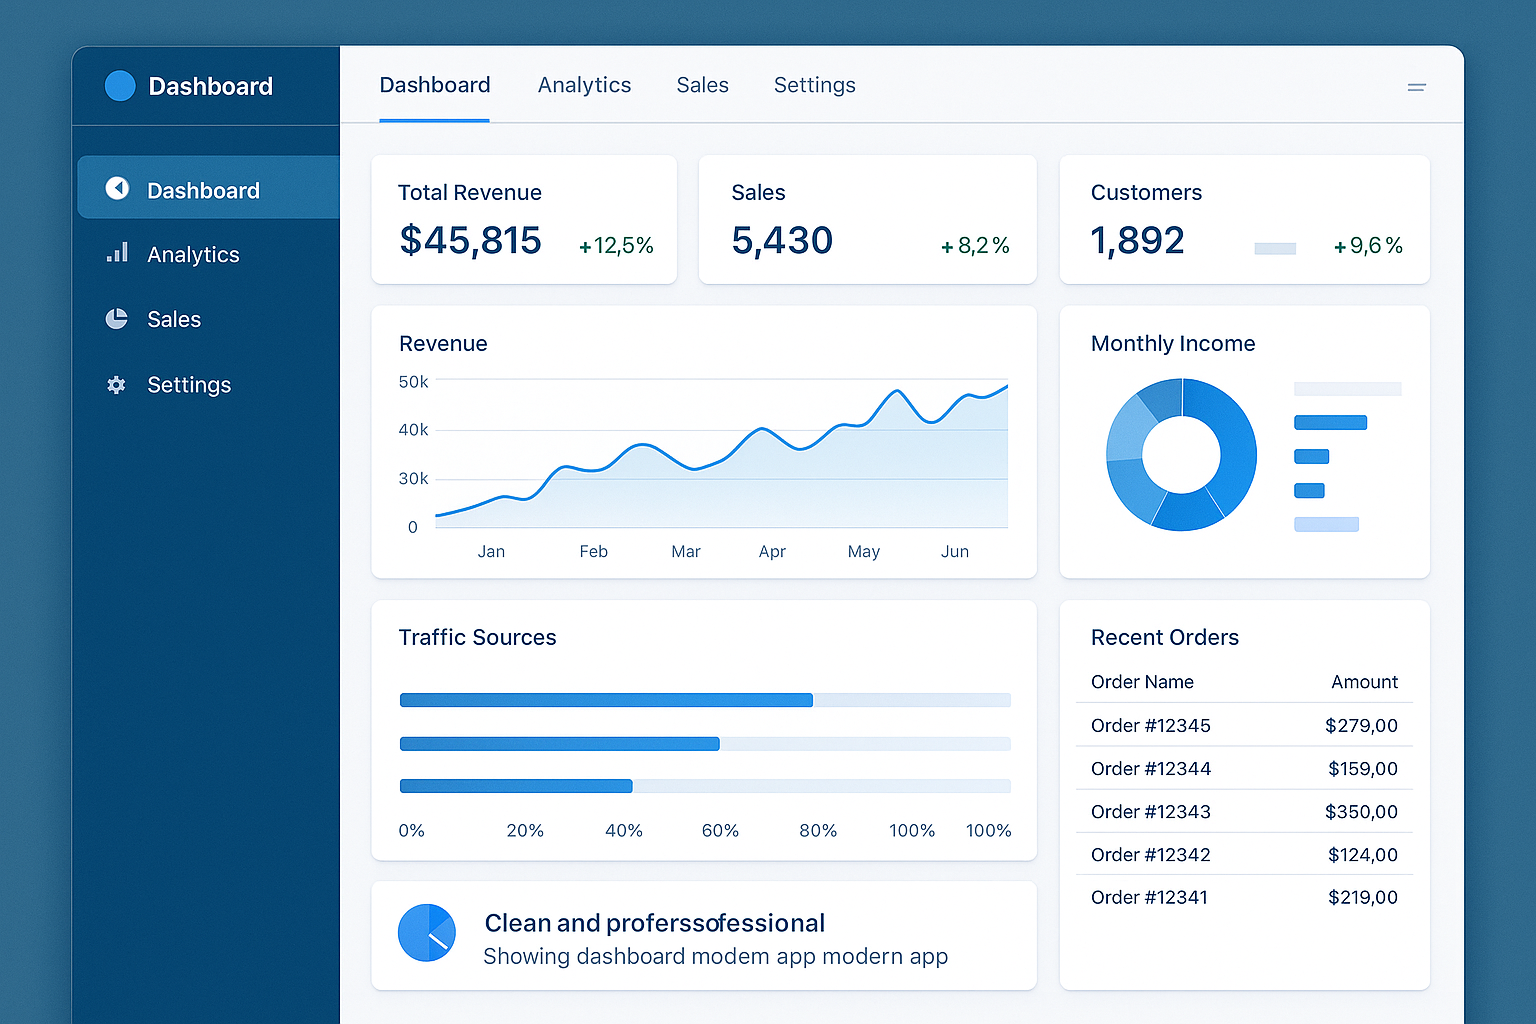 Dashboard
Dashboard
Analytics
Sales
Settings
Dashboard Analytics Sales Settings
Total Revenue
$45,815 +12,5%
Sales
5,430 +8,2%
Customers
1,892 +9,6%
Revenue
50k
40k
30k
0
Jan Feb Mar Apr May Jun
Monthly Income
Traffic Sources
0% 20% 40% 60% 80% 100% 100%
Recent Orders
Order Name Amount
Order #12345 $279,00
Order #12344 $159,00
Order #12343 $350,00
Order #12342 $124,00
Order #12341 $219,00
Clean and proferssofessional
Showing dashboard modem app modern app